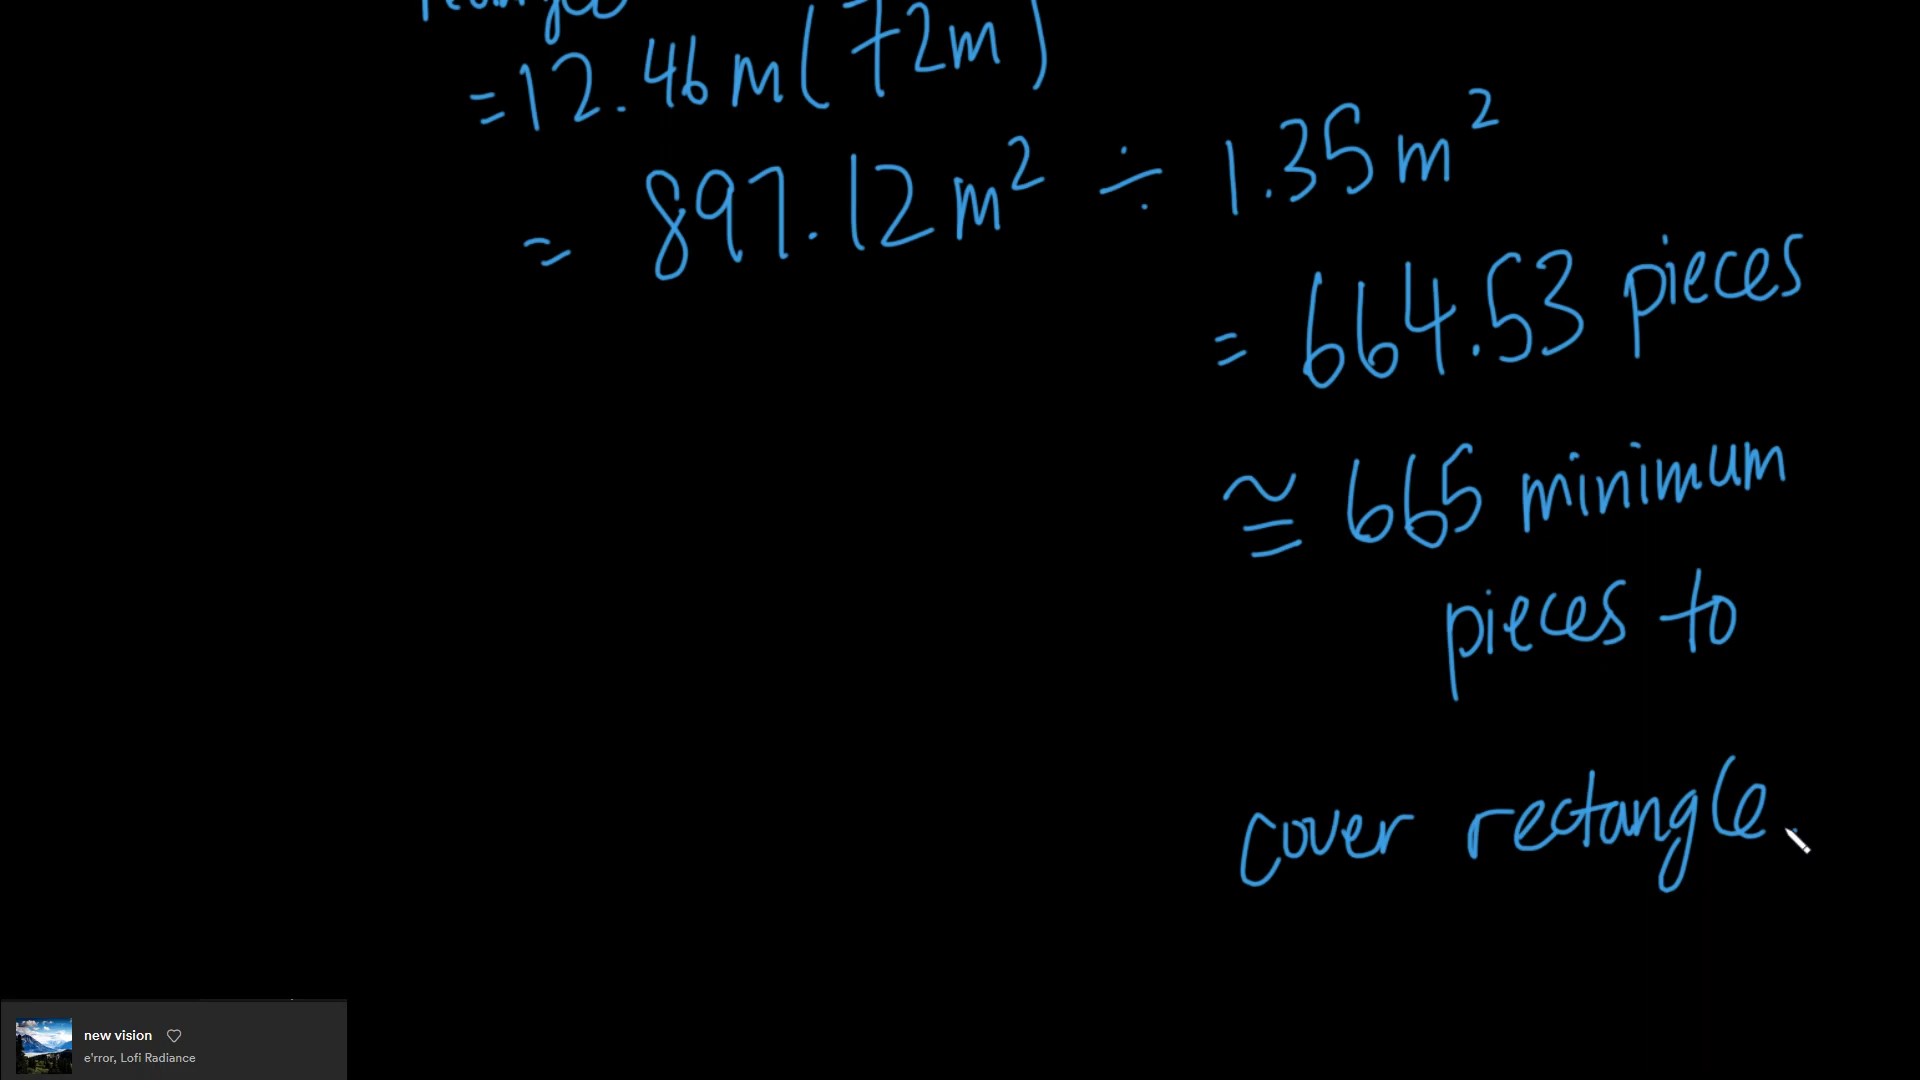 =12.46m(72m)
= 897.12m² ÷ 1.35m²
= 664.53 pieces
≅ 665 minimum
pieces to
cover rectangle.
new vision
e'rror, Lofi Radiance